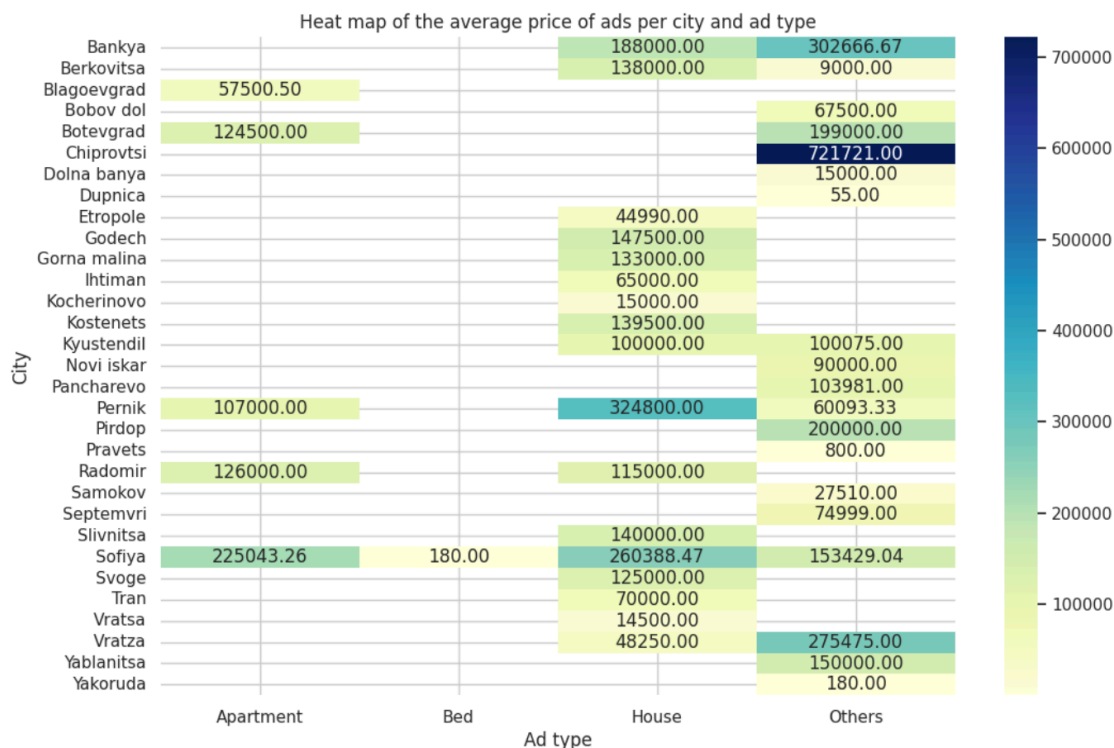 Heat map of the average price of ads per city and ad type
Bankya 188000.00 302666.67
Berkovitsa 138000.00 9000.00
Blagoevgrad 57500.50
Bobov dol 67500.00
Botevgrad 124500.00 199000.00
Chiprovtsi 721721.00
Dolna banya 15000.00
Dupnica 55.00
Etropole 44990.00
Godech 147500.00
Gorna malina 133000.00
Ihtiman 65000.00
Kocherinovo 15000.00
Kostenets 139500.00
Kyustendil 100000.00 100075.00
Novi iskar 90000.00
Pancharevo 103981.00
Pernik 107000.00 324800.00 60093.33
Pirdop 200000.00
Pravets 800.00
Radomir 126000.00 115000.00
Samokov 27510.00
Septemvri 74999.00
Slivnitsa 140000.00
Sofiya 225043.26 180.00 260388.47 153429.04
Svoge 125000.00
Tran 70000.00
Vratsa 14500.00
Vratza 48250.00 275475.00
Yablanitsa 150000.00
Yakoruda 180.00
City
Apartment Bed House Others
Ad type
700000
600000
500000
400000
300000
200000
100000